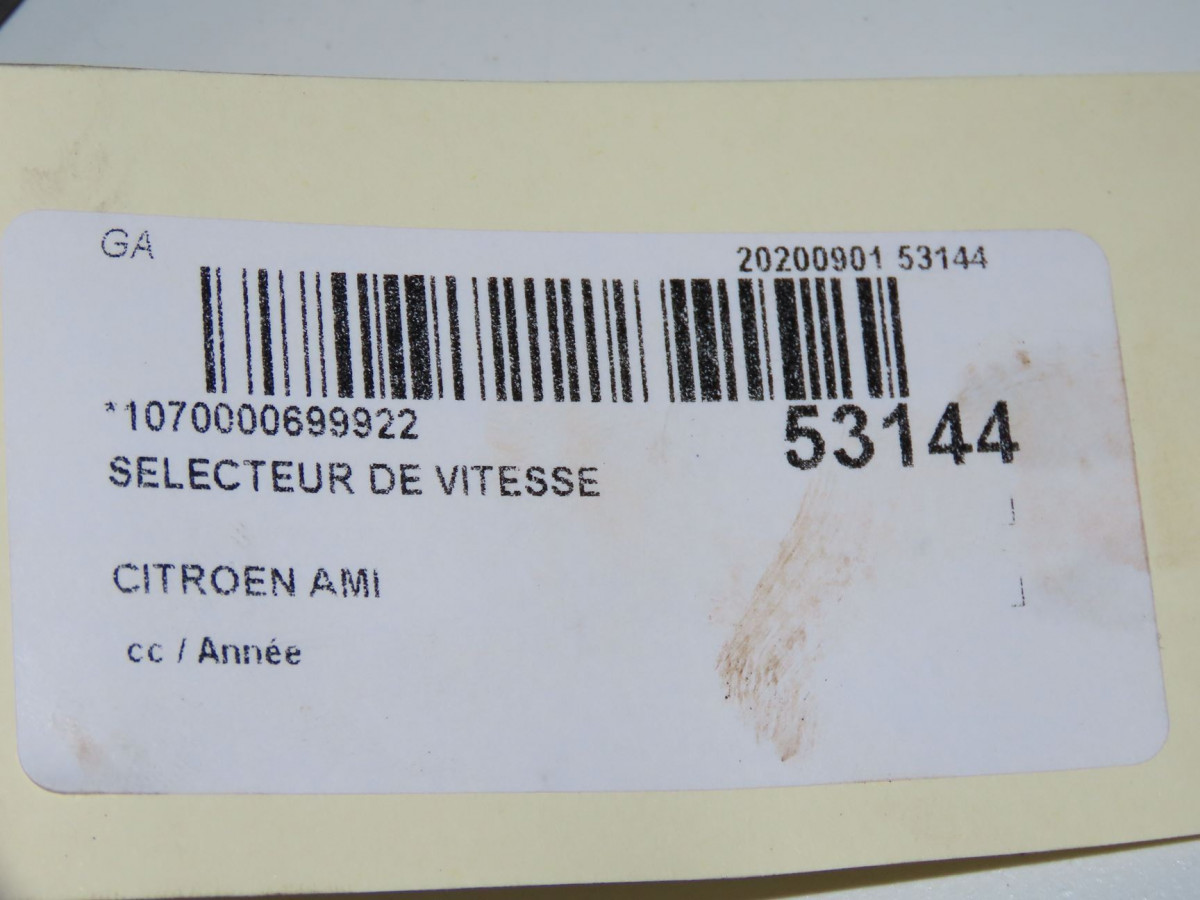 GA 20200901 53144
*1070000699922 53144
SELECTEUR DE VITESSE
CITROEN AMI
cc / Année